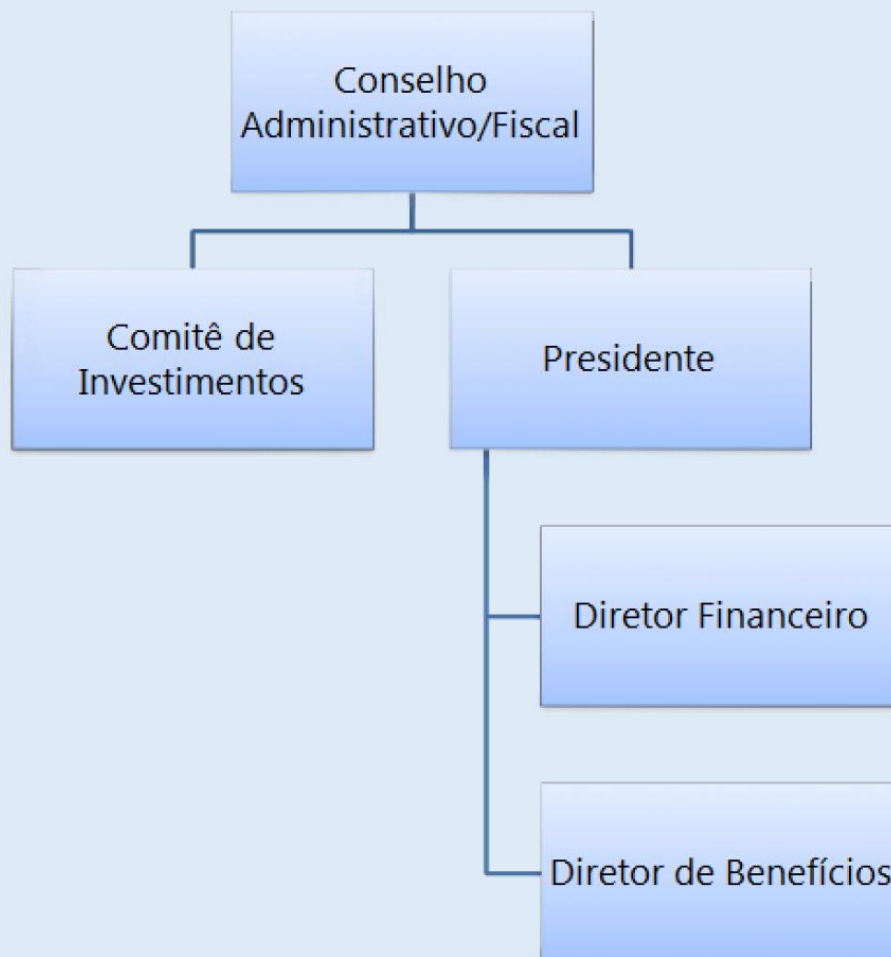 Conselho
Administrativo/Fiscal
Comitê de
Investimentos
Presidente
Diretor Financeiro
Diretor de Benefícios